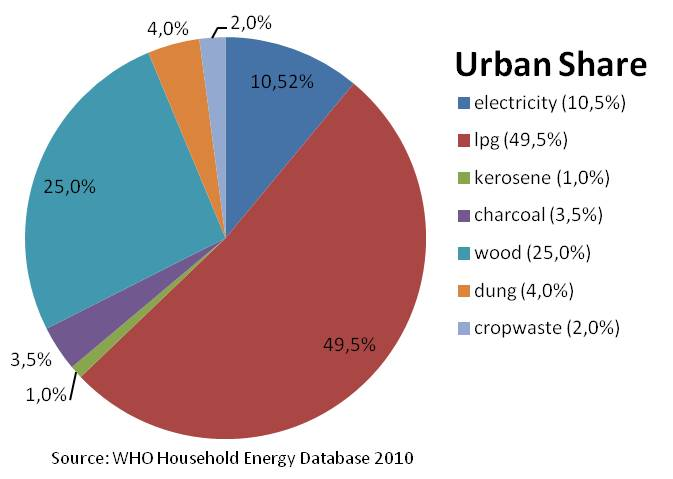 2,0%
4,0%
10,52%
25,0%
49,5%
3,5%
1,0%
Urban Share
electricity (10,5%)
lpg (49,5%)
kerosene (1,0%)
charcoal (3,5%)
wood (25,0%)
dung (4,0%)
cropwaste (2,0%)
Source: WHO Household Energy Database 2010